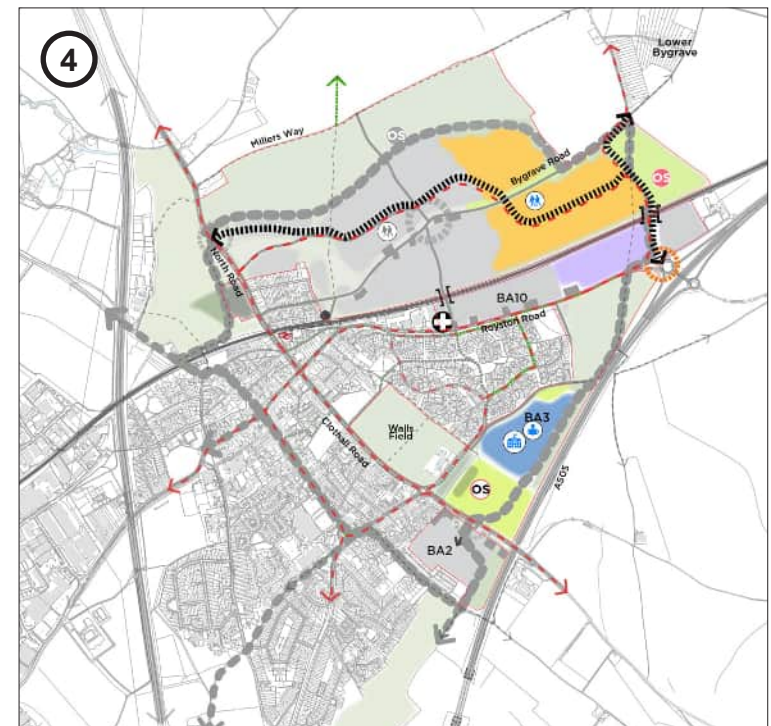 4
Lower
Bygrave
Millers Way
OS
Bygrave Road
OS
North Road
BA10
Royston Road
BA3
Walls
Field
Clothall Road
OS
A505
BA2